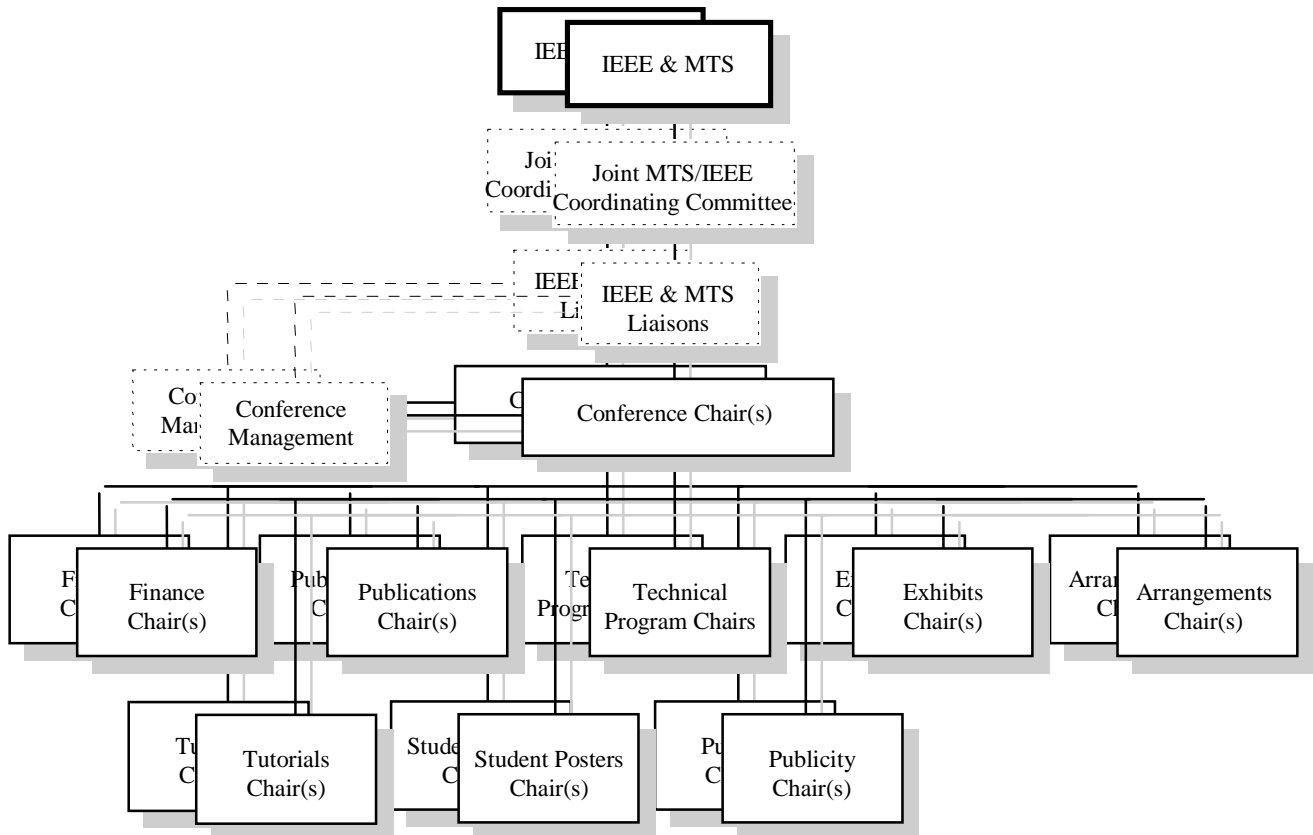 IEEE & MTS
Joint MTS/IEEE
Coordinating Committee
IEEE & MTS
Liaisons
Conference
Management
Conference Chair(s)
Finance
Chair(s)
Publications
Chair(s)
Technical
Program Chairs
Exhibits
Chair(s)
Arrangements
Chair(s)
Tutorials
Chair(s)
Student Posters
Chair(s)
Publicity
Chair(s)